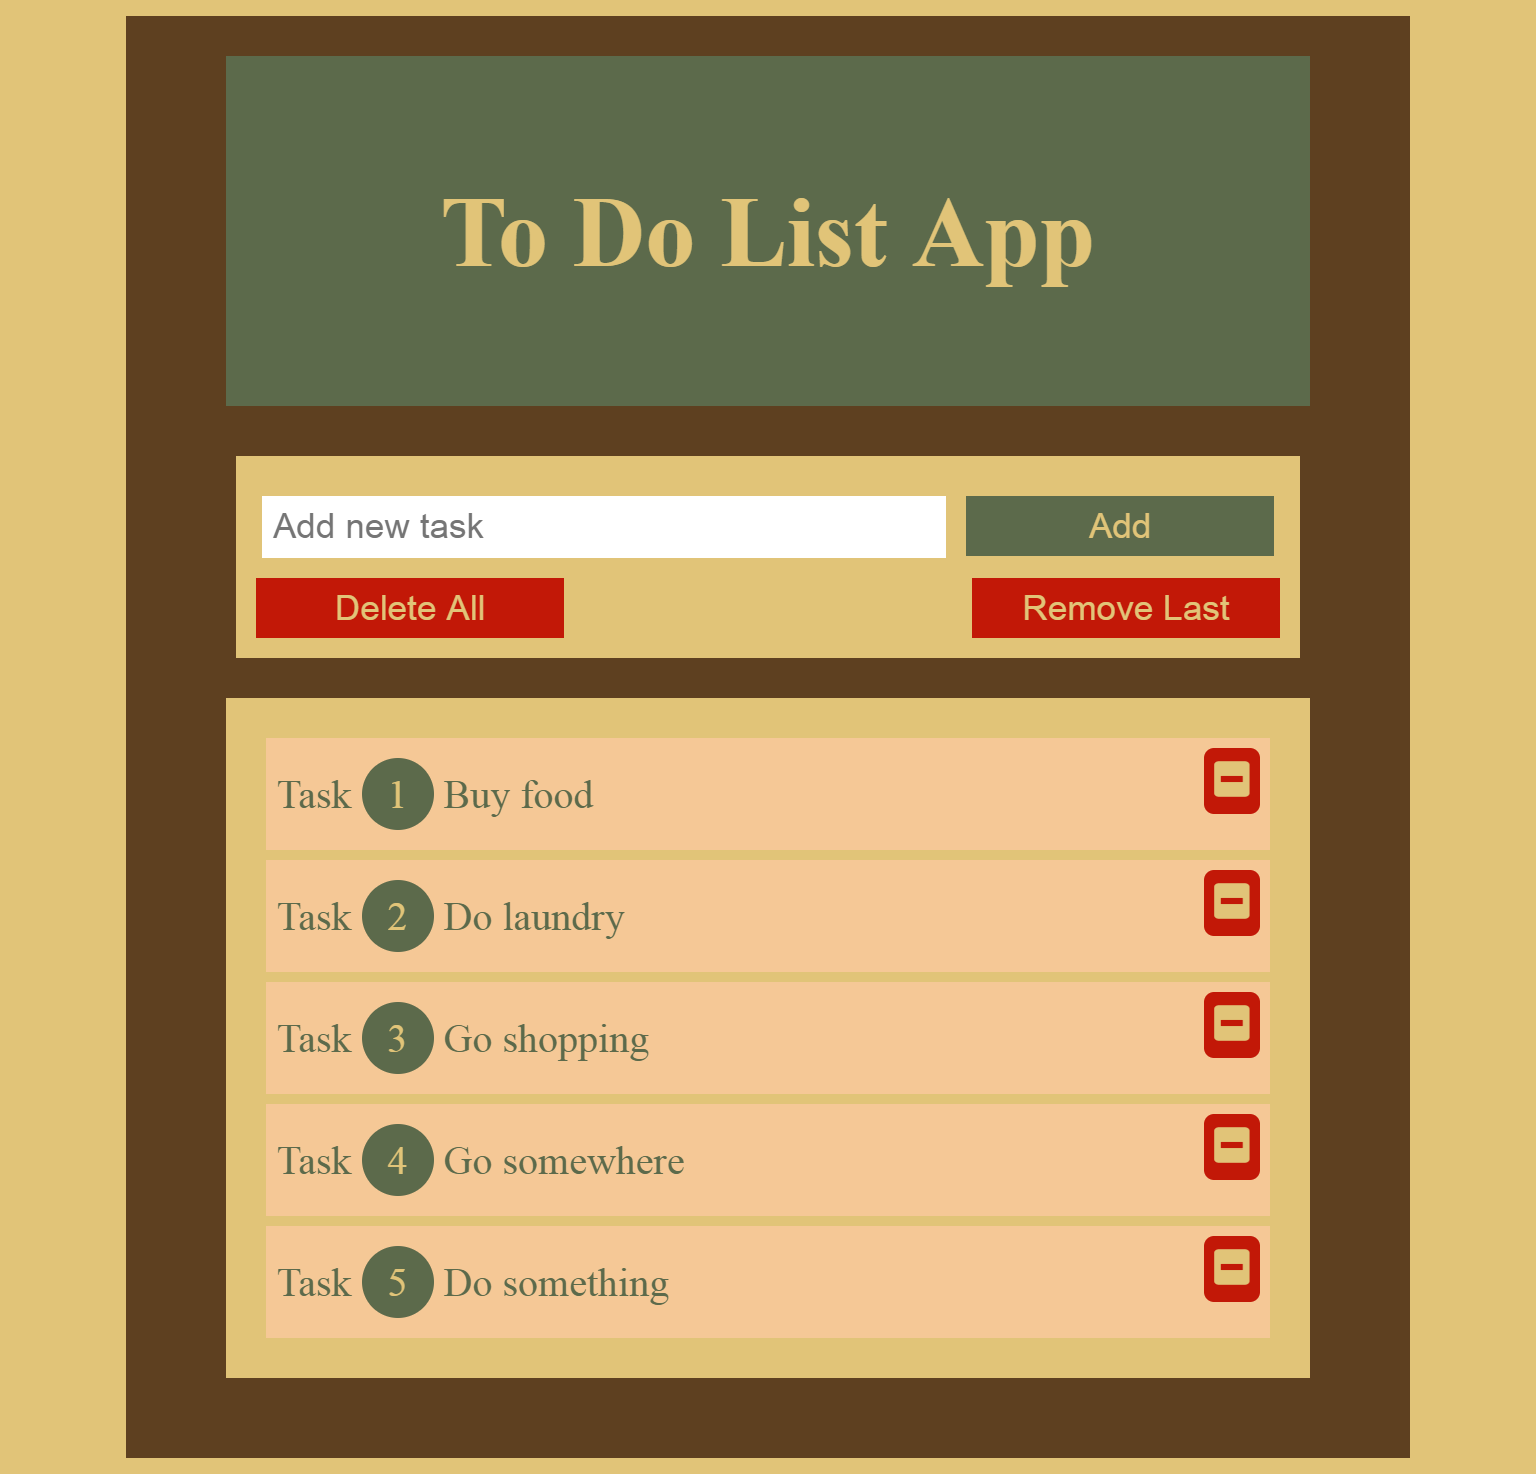 To Do List App
Add new task
Add
Delete All
Remove Last
Task 1 Buy food
Task 2 Do laundry
Task 3 Go shopping
Task 4 Go somewhere
Task 5 Do something